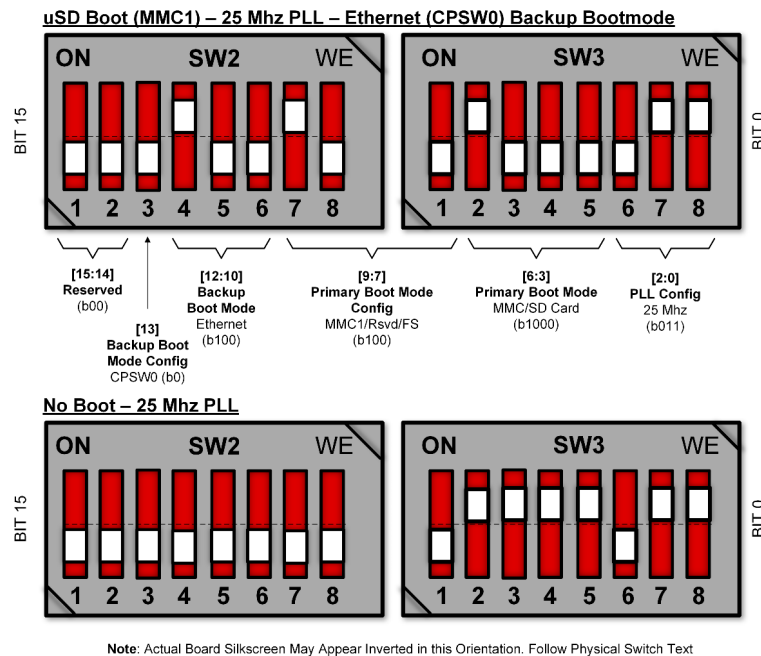 uSD Boot (MMC1) – 25 Mhz PLL – Ethernet (CPSW0) Backup Bootmode
ON SW2 WE
ON SW3 WE
BIT 15
BIT 0
1 2 3 4 5 6 7 8
1 2 3 4 5 6 7 8
[15:14]
Reserved
(b00)
[13]
Backup Boot
Mode Config
CPSW0 (b0)
[12:10]
Backup
Boot Mode
Ethernet
(b100)
[9:7]
Primary Boot Mode
Config
MMC1/Rsvd/FS
(b100)
[6:3]
Primary Boot Mode
MMC/SD Card
(b1000)
[2:0]
PLL Config
25 Mhz
(b011)
No Boot – 25 Mhz PLL
ON SW2 WE
ON SW3 WE
BIT 15
BIT 0
1 2 3 4 5 6 7 8
1 2 3 4 5 6 7 8
Note: Actual Board Silkscreen May Appear Inverted in this Orientation. Follow Physical Switch Text